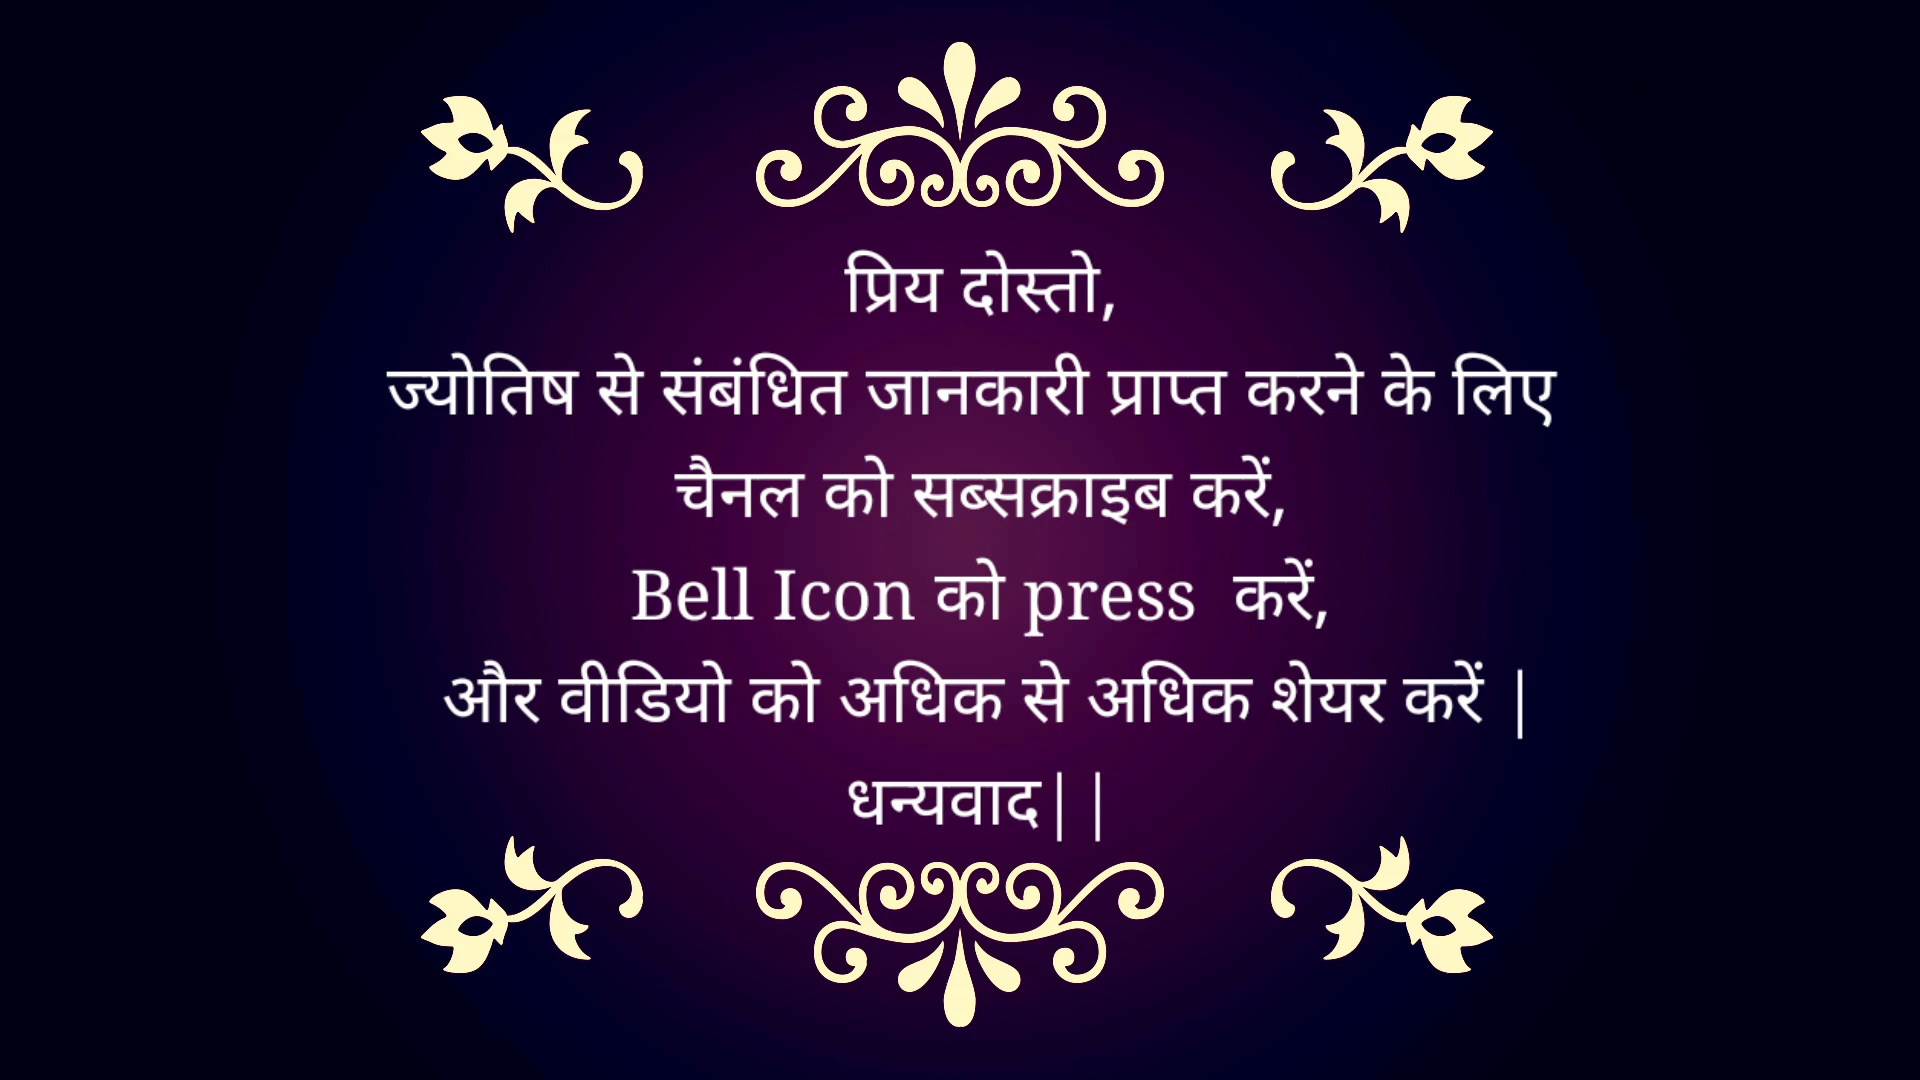 प्रिय दोस्तो,
ज्योतिष से संबंधित जानकारी प्राप्त करने के लिए
चैनल को सब्सक्राइब करें,
Bell Icon को press  करें,
और वीडियो को अधिक से अधिक शेयर करें |
धन्यवाद||